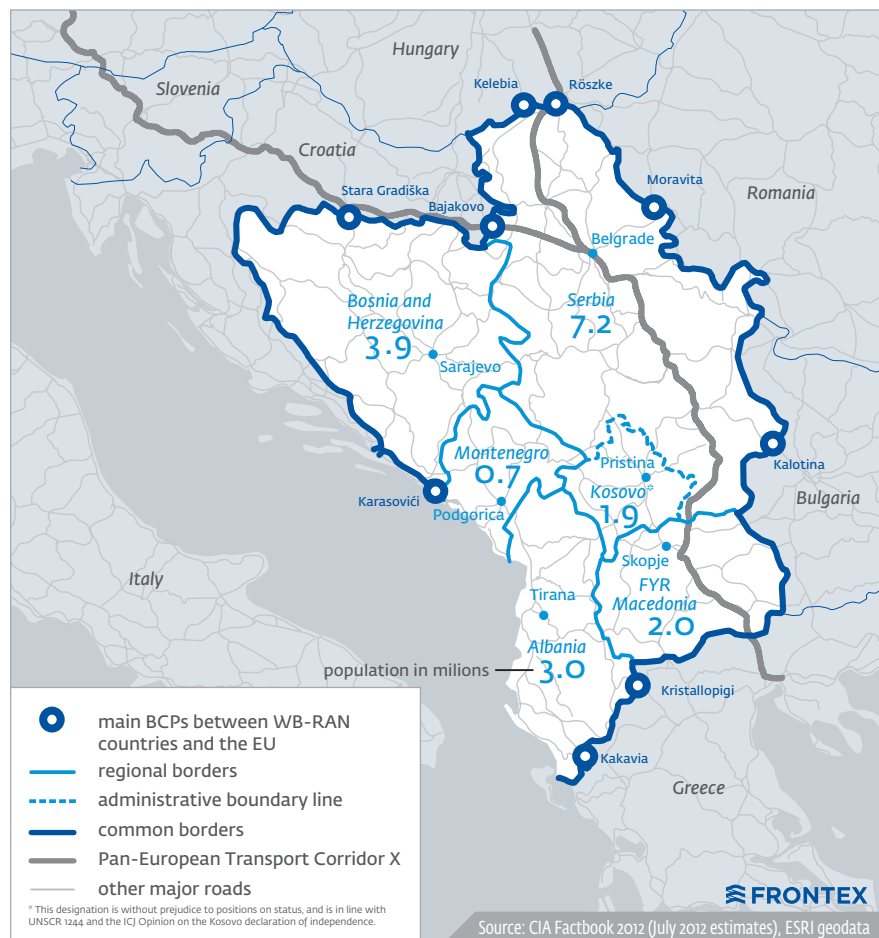 Hungary
Slovenia
Kelebia
Röszke
Croatia
Stara Gradiška
Bajakovo
Moravita
Romania
Belgrade
Bosnia and
Herzegovina
3.9
Serbia
7.2
Sarajevo
Montenegro
0.7
Pristina
Kosovo*
1.9
Kalotina
Karasovići
Podgorica
Bulgaria
Skopje
FYR
Macedonia
2.0
Italy
Tirana
Albania
3.0
population in milions
Kristallopigi
Kakavia
Greece
main BCPs between WB-RAN
countries and the EU
regional borders
administrative boundary line
common borders
Pan-European Transport Corridor X
other major roads
* This designation is without prejudice to positions on status, and is in line with
UNSCR 1244 and the ICJ Opinion on the Kosovo declaration of independence.
FRONTEX
Source: CIA Factbook 2012 (July 2012 estimates), ESRI geodata